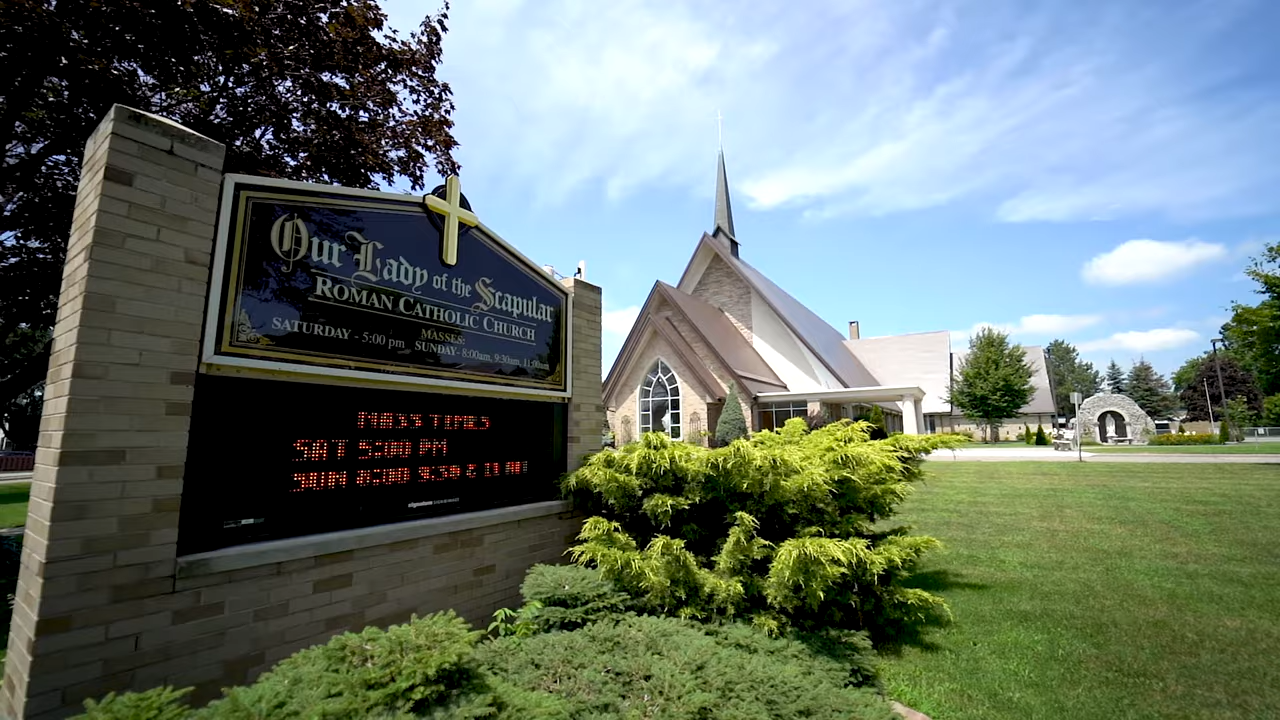 Our Lady of the Scapular
ROMAN CATHOLIC CHURCH
MASSES:
SATURDAY - 5:00 pm SUNDAY - 8:00am, 9:30am, 11:00am
MASS TIMES
SAT 5:00 PM
SUN 8:00 9:30 & 11 AM